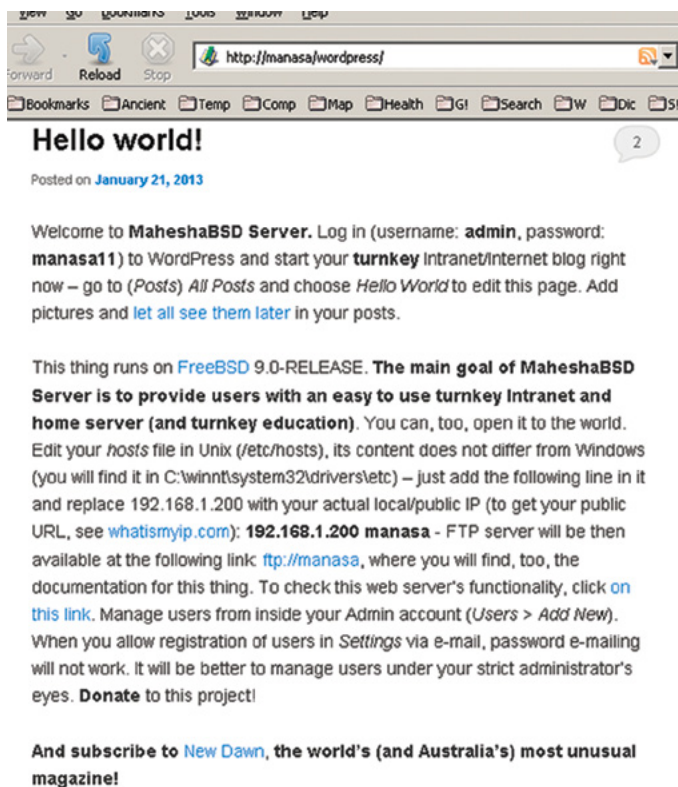 View Go Bookmarks Tools Window Help
Forward Reload Stop http://manasa/wordpress/
Bookmarks Ancient Temp Comp Map Health G! Search W Dic
Hello world!
2
Posted on January 21, 2013
Welcome to MaheshaBSD Server. Log in (username: admin, password:
manasa11) to WordPress and start your turnkey Intranet/Internet blog right
now – go to (Posts) All Posts and choose Hello World to edit this page. Add
pictures and let all see them later in your posts.
This thing runs on FreeBSD 9.0-RELEASE. The main goal of MaheshaBSD
Server is to provide users with an easy to use turnkey Intranet and
home server (and turnkey education). You can, too, open it to the world.
Edit your hosts file in Unix (/etc/hosts), its content does not differ from Windows
(you will find it in C:\winnt\system32\drivers\etc) – just add the following line in it
and replace 192.168.1.200 with your actual local/public IP (to get your public
URL, see whatismyip.com): 192.168.1.200 manasa - FTP server will be then
available at the following link: ftp://manasa, where you will find, too, the
documentation for this thing. To check this web server's functionality, click on
this link. Manage users from inside your Admin account (Users > Add New).
When you allow registration of users in Settings via e-mail, password e-mailing
will not work. It will be better to manage users under your strict administrator's
eyes. Donate to this project!
And subscribe to New Dawn, the world's (and Australia's) most unusual
magazine!